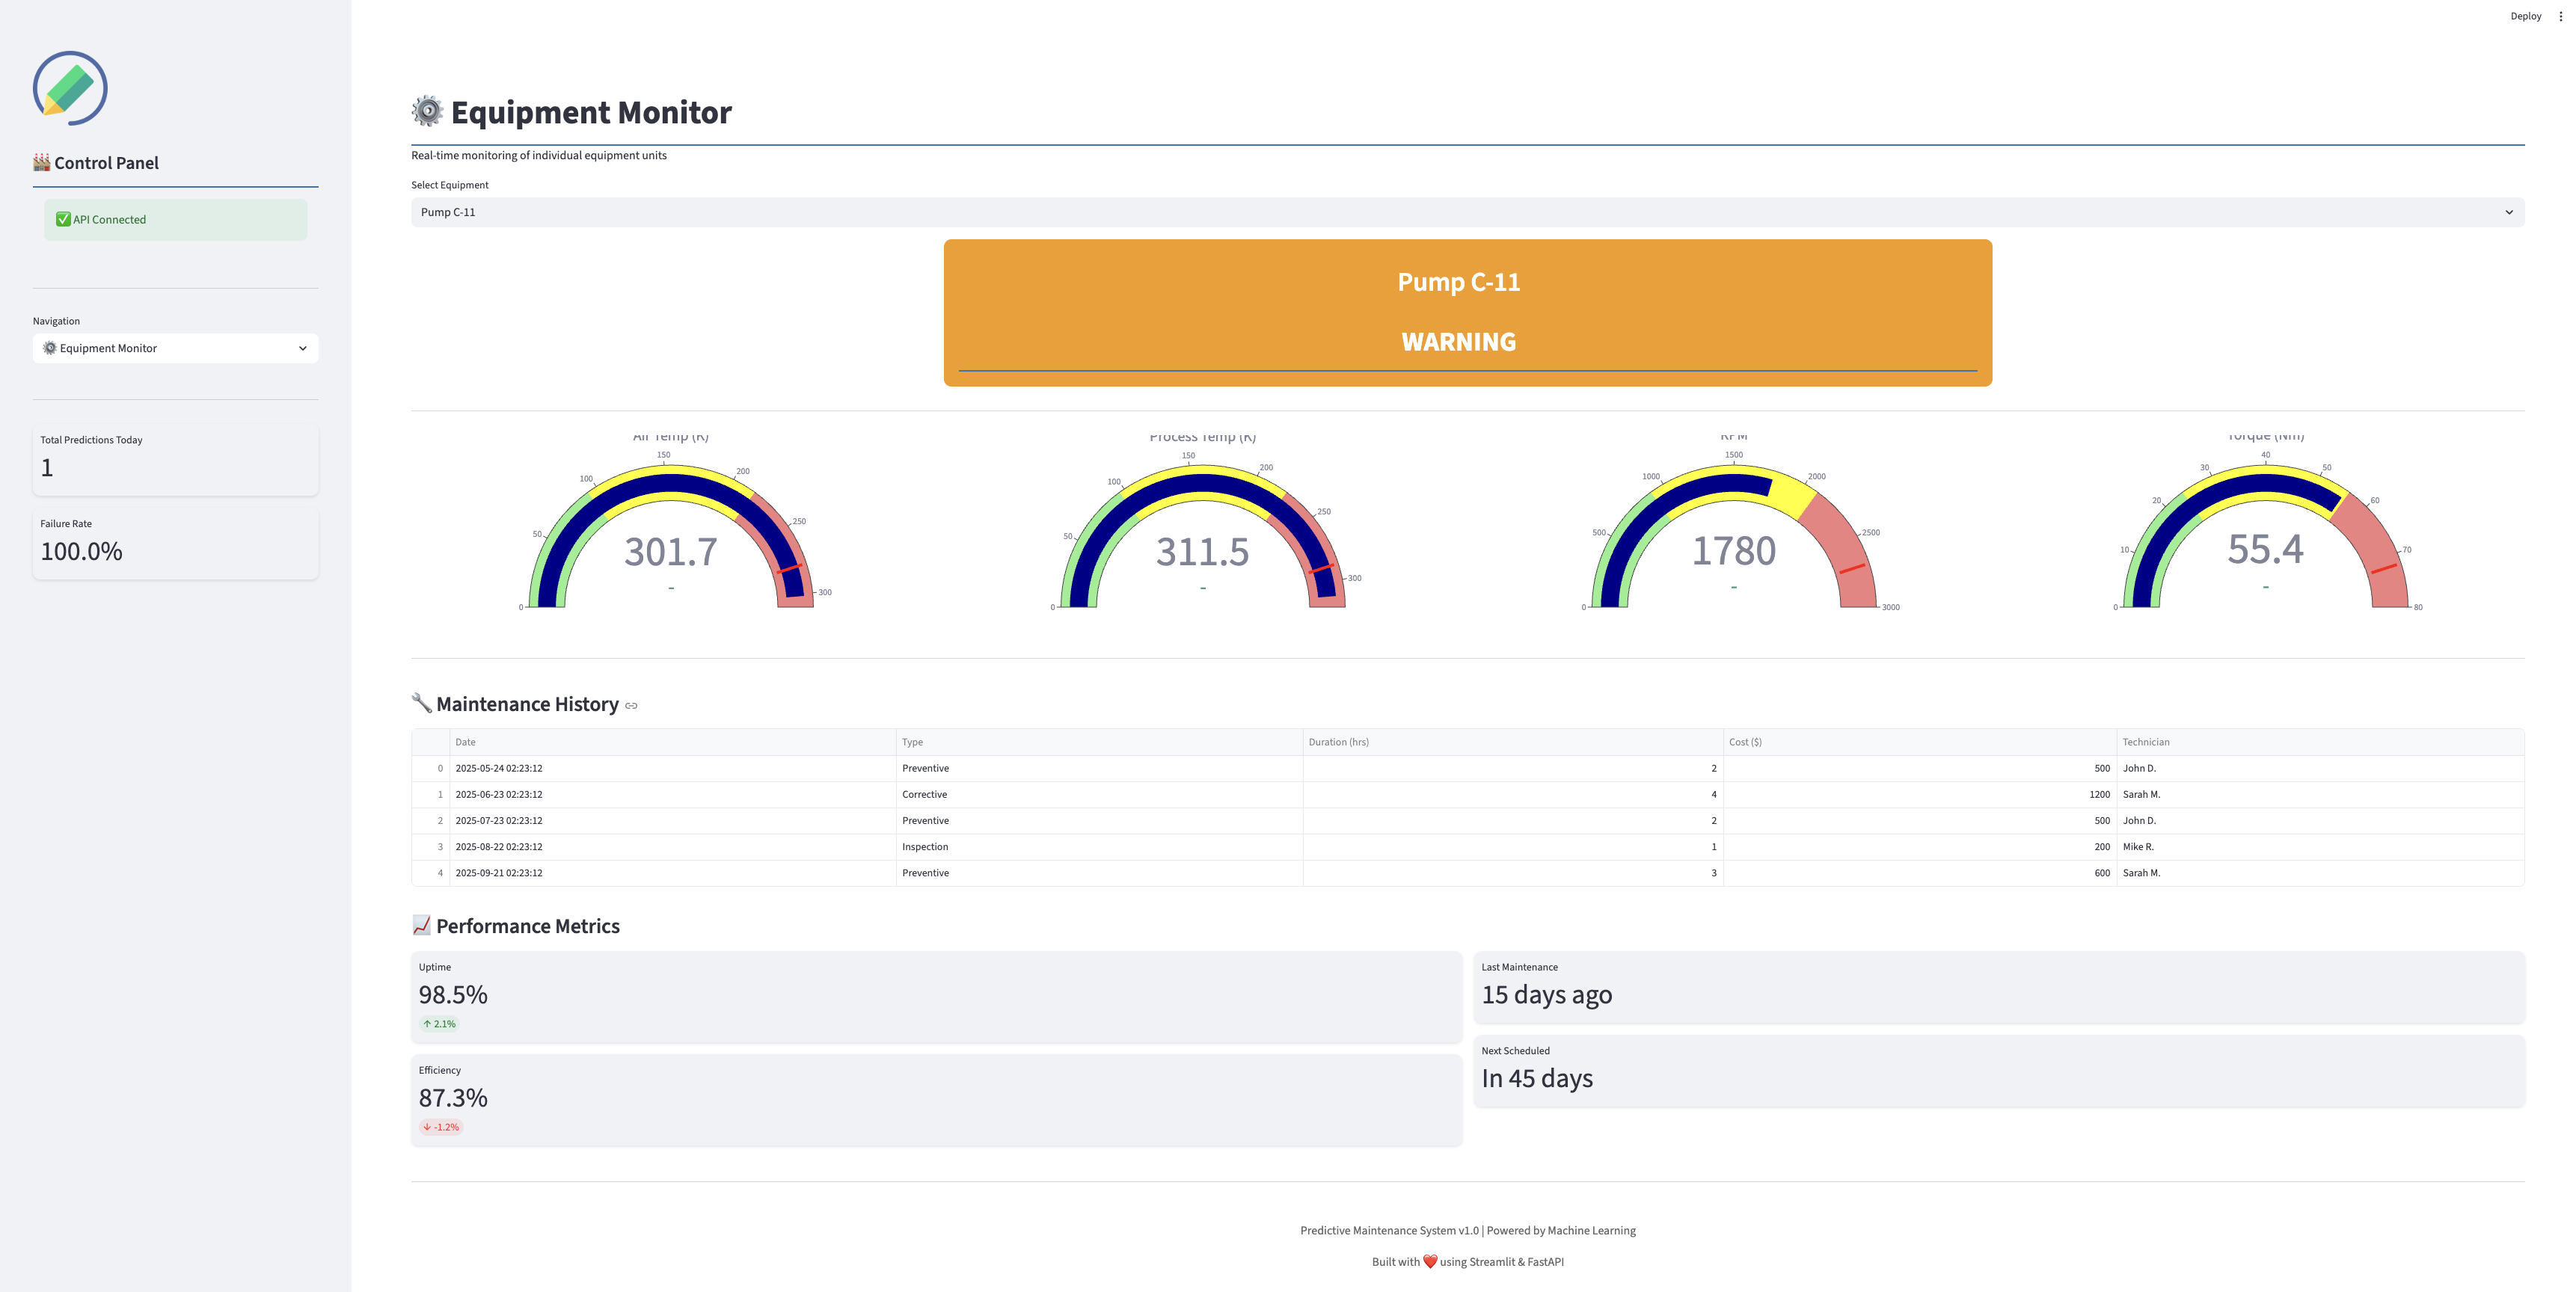 Deploy
🏭 Control Panel
✅ API Connected
Navigation
⚙️ Equipment Monitor
Total Predictions Today
1
Failure Rate
100.0%
⚙️ Equipment Monitor
Real-time monitoring of individual equipment units
Select Equipment
Pump C-11
Pump C-11
WARNING
Air Temp (K)
0 50 100 150 200 250 300
301.7
-
Process Temp (K)
0 50 100 150 200 250 300
311.5
-
RPM
0 500 1000 1500 2000 2500 3000
1780
-
Torque (Nm)
0 10 20 30 40 50 60 70 80
55.4
-
🔧 Maintenance History
Date Type Duration (hrs) Cost ($) Technician
0 2025-05-24 02:23:12 Preventive 2 500 John D.
1 2025-06-23 02:23:12 Corrective 4 1200 Sarah M.
2 2025-07-23 02:23:12 Preventive 2 500 John D.
3 2025-08-22 02:23:12 Inspection 1 200 Mike R.
4 2025-09-21 02:23:12 Preventive 3 600 Sarah M.
📈 Performance Metrics
Uptime
98.5%
↑ 2.1%
Efficiency
87.3%
↓ -1.2%
Last Maintenance
15 days ago
Next Scheduled
In 45 days
Predictive Maintenance System v1.0 | Powered by Machine Learning
Built with ❤️ using Streamlit & FastAPI